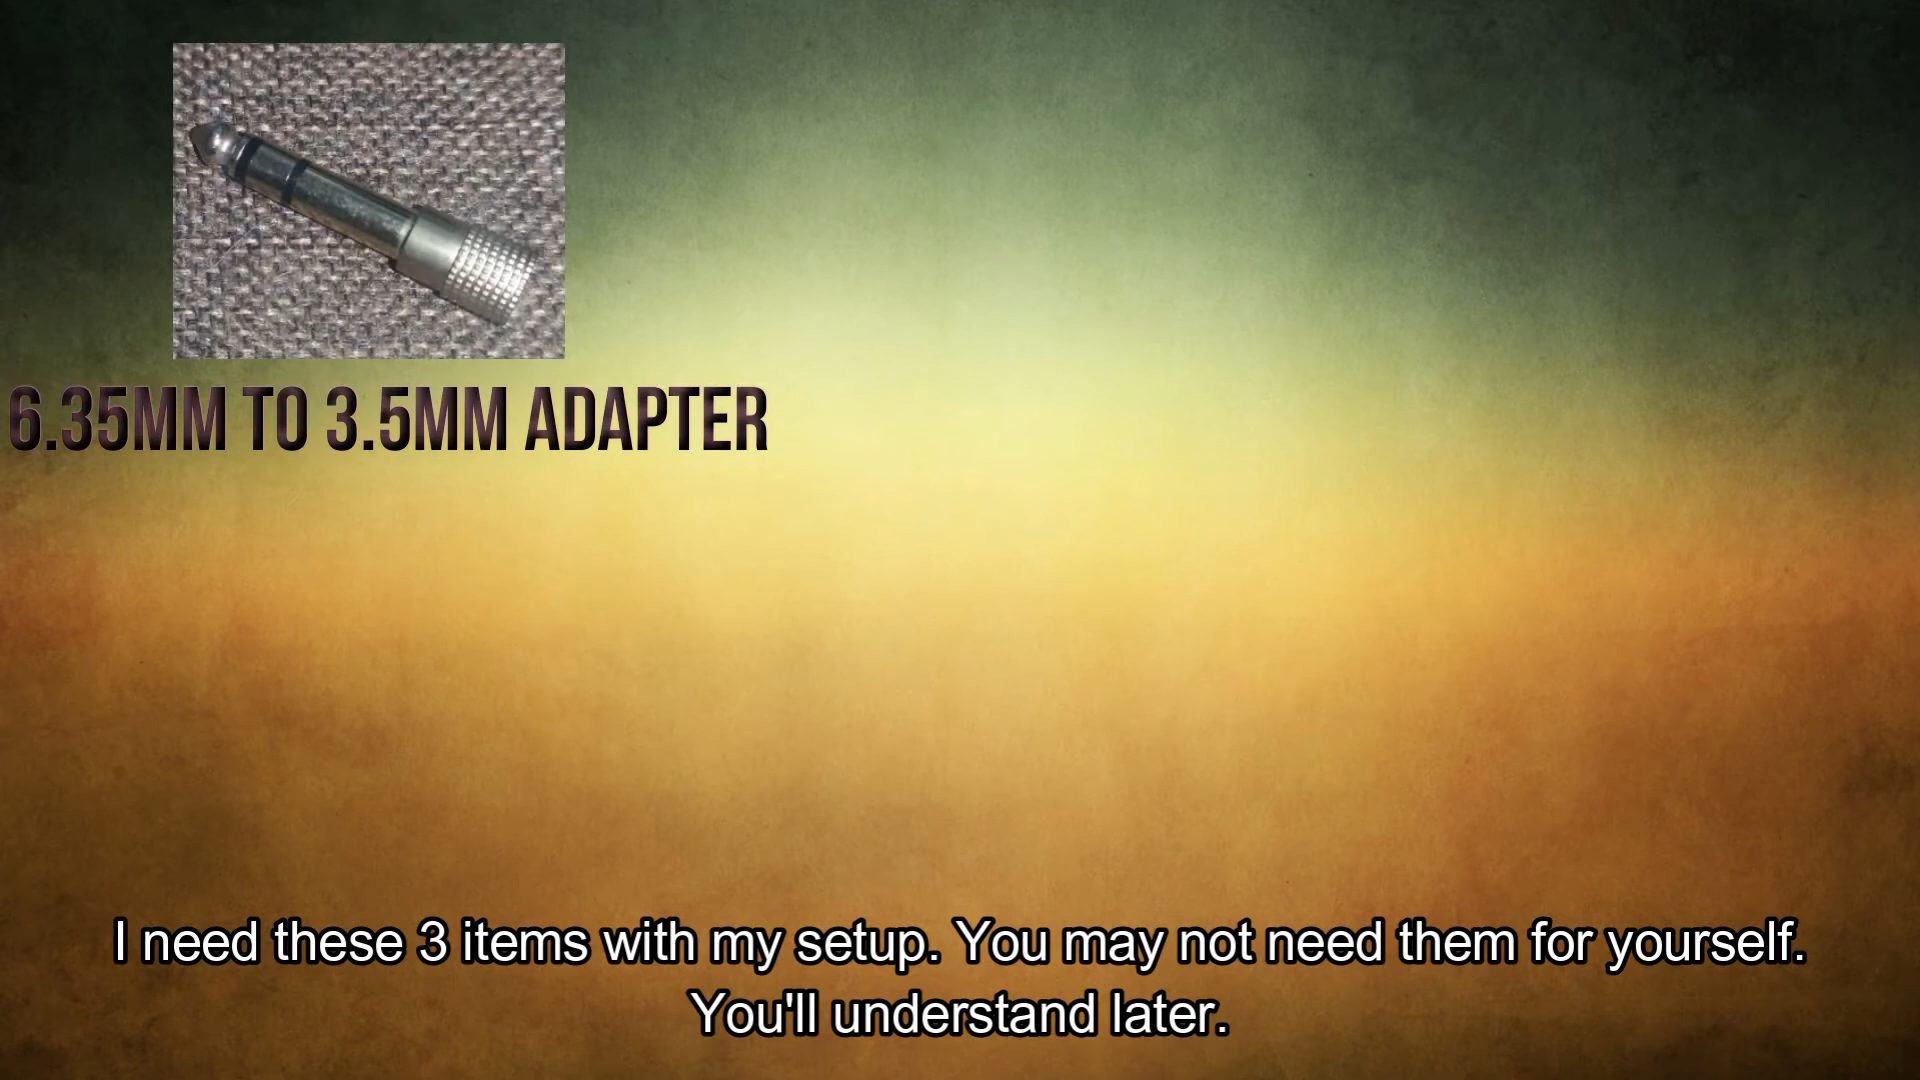 6.35MM TO 3.5MM ADAPTER
I need these 3 items with my setup. You may not need them for yourself.
You'll understand later.